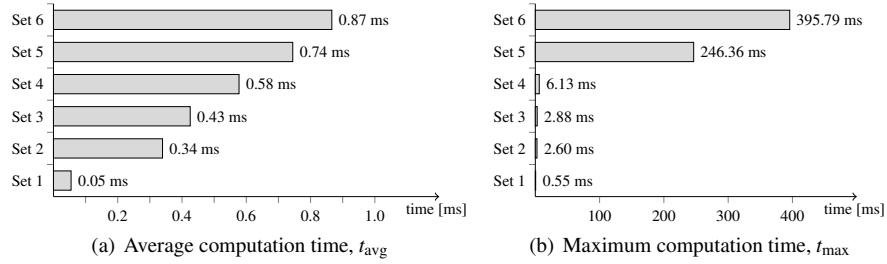 Set 6 0.87 ms
Set 5 0.74 ms
Set 4 0.58 ms
Set 3 0.43 ms
Set 2 0.34 ms
Set 1 0.05 ms
0.2 0.4 0.6 0.8 1.0 time [ms]
(a) Average computation time, t_avg
Set 6 395.79 ms
Set 5 246.36 ms
Set 4 6.13 ms
Set 3 2.88 ms
Set 2 2.60 ms
Set 1 0.55 ms
100 200 300 400 time [ms]
(b) Maximum computation time, t_max